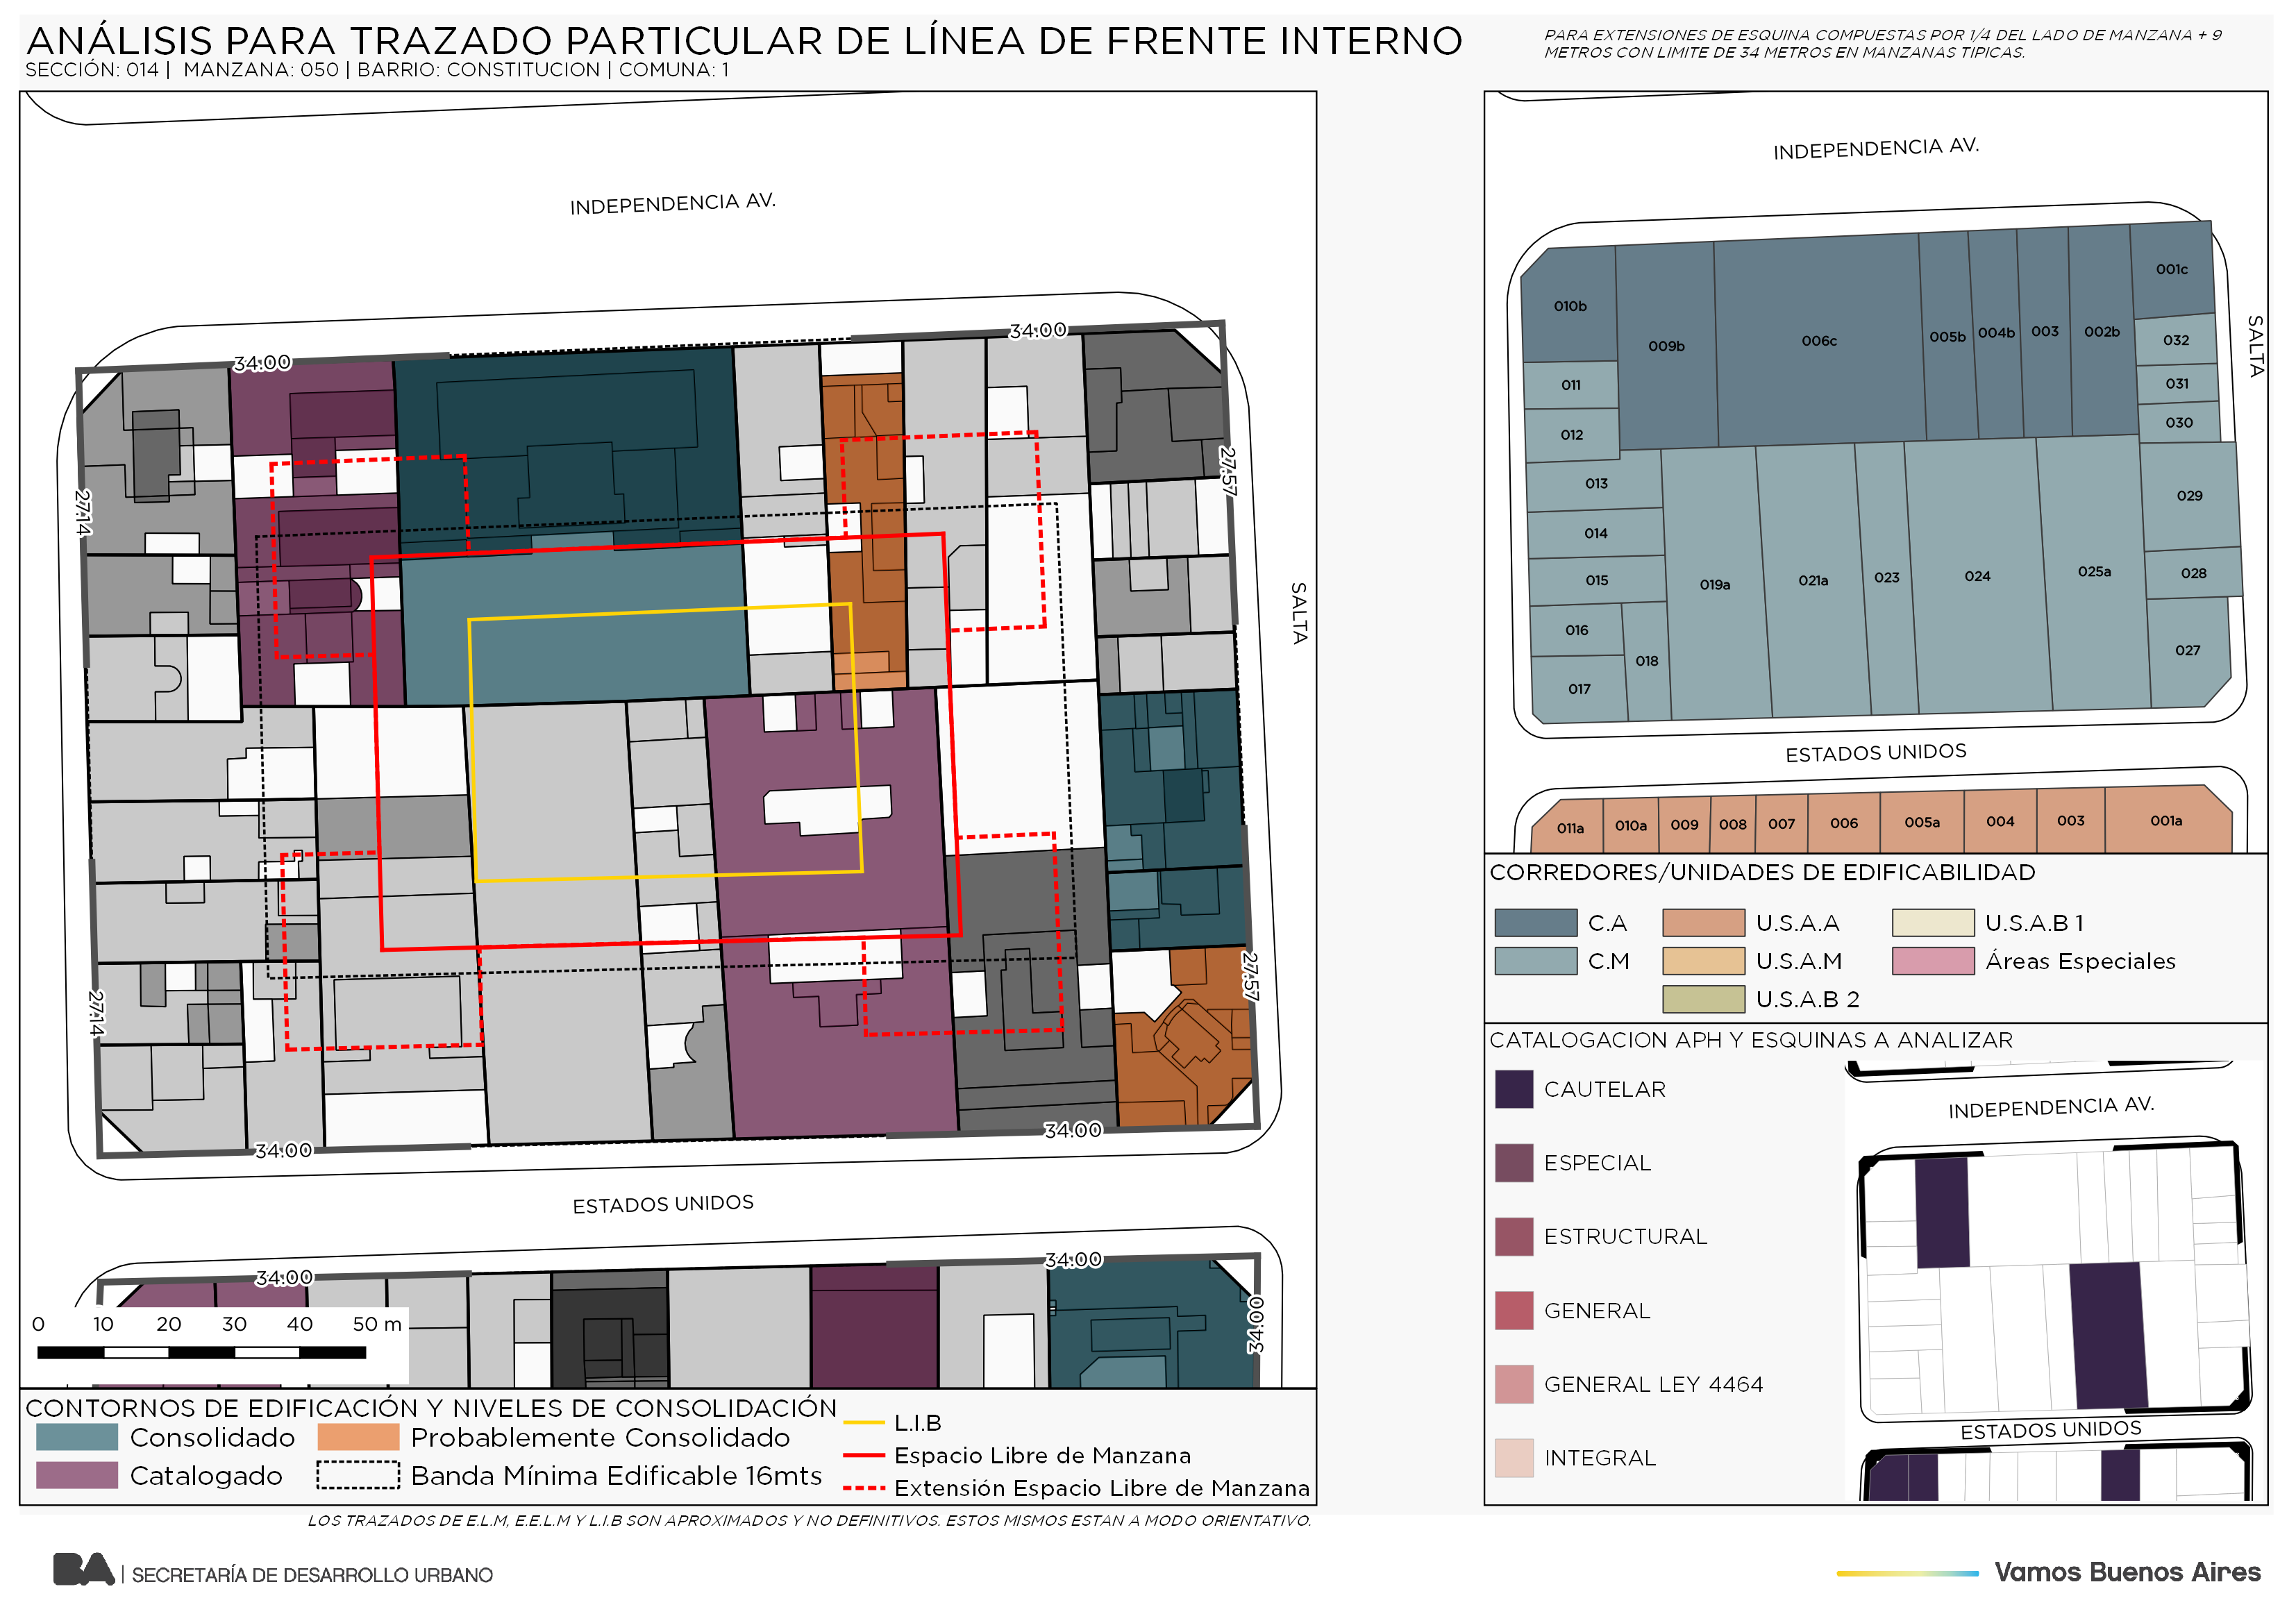 ANÁLISIS PARA TRAZADO PARTICULAR DE LÍNEA DE FRENTE INTERNO
SECCIÓN: 014 | MANZANA: 050 | BARRIO: CONSTITUCION | COMUNA: 1
PARA EXTENSIONES DE ESQUINA COMPUESTAS POR 1/4 DEL LADO DE MANZANA + 9
METROS CON LIMITE DE 34 METROS EN MANZANAS TIPICAS.
INDEPENDENCIA AV.
34.00
34.00
27.14
27.57
SALTA
27.57
27.14
34.00
34.00
ESTADOS UNIDOS
34.00
34.00
34.00
0 10 20 30 40 50 m
CONTORNOS DE EDIFICACIÓN Y NIVELES DE CONSOLIDACIÓN
Consolidado
Probablemente Consolidado
Catalogado
Banda Mínima Edificable 16mts
L.I.B
Espacio Libre de Manzana
Extensión Espacio Libre de Manzana
LOS TRAZADOS DE E.L.M, E.E.L.M Y L.I.B SON APROXIMADOS Y NO DEFINITIVOS. ESTOS MISMOS ESTAN A MODO ORIENTATIVO.
INDEPENDENCIA AV.
SALTA
001c
010b
009b
006c
005b
004b
003
002b
032
031
030
011
012
013
014
015
016
017
018
019a
021a
023
024
025a
029
028
027
ESTADOS UNIDOS
011a
010a
009
008
007
006
005a
004
003
001a
CORREDORES/UNIDADES DE EDIFICABILIDAD
C.A
U.S.A.A
U.S.A.B 1
C.M
U.S.A.M
Áreas Especiales
U.S.A.B 2
CATALOGACION APH Y ESQUINAS A ANALIZAR
CAUTELAR
ESPECIAL
ESTRUCTURAL
GENERAL
GENERAL LEY 4464
INTEGRAL
INDEPENDENCIA AV.
ESTADOS UNIDOS
BA | SECRETARÍA DE DESARROLLO URBANO
Vamos Buenos Aires